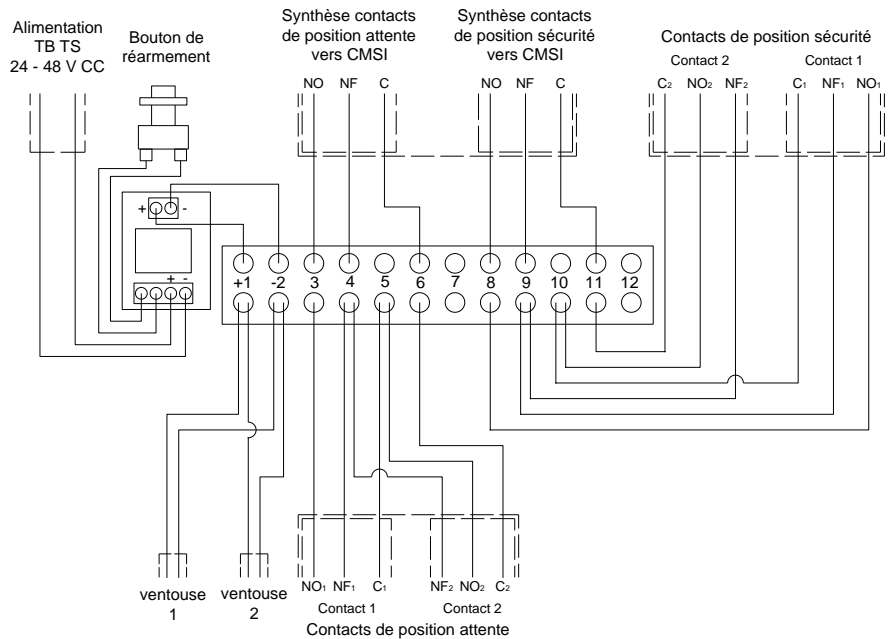 Alimentation
TB TS
24 - 48 V CC
Bouton de
réarmement
Synthèse contacts
de position attente
vers CMSI
NO NF C
Synthèse contacts
de position sécurité
vers CMSI
NO NF C
Contacts de position sécurité
Contact 2 Contact 1
C2 NO2 NF2 C1 NF1 NO1
+ -
+ -
+1 -2 3 4 5 6 7 8 9 10 11 12
ventouse
1
ventouse
2
NO1 NF1 C1 NF2 NO2 C2
Contact 1 Contact 2
Contacts de position attente